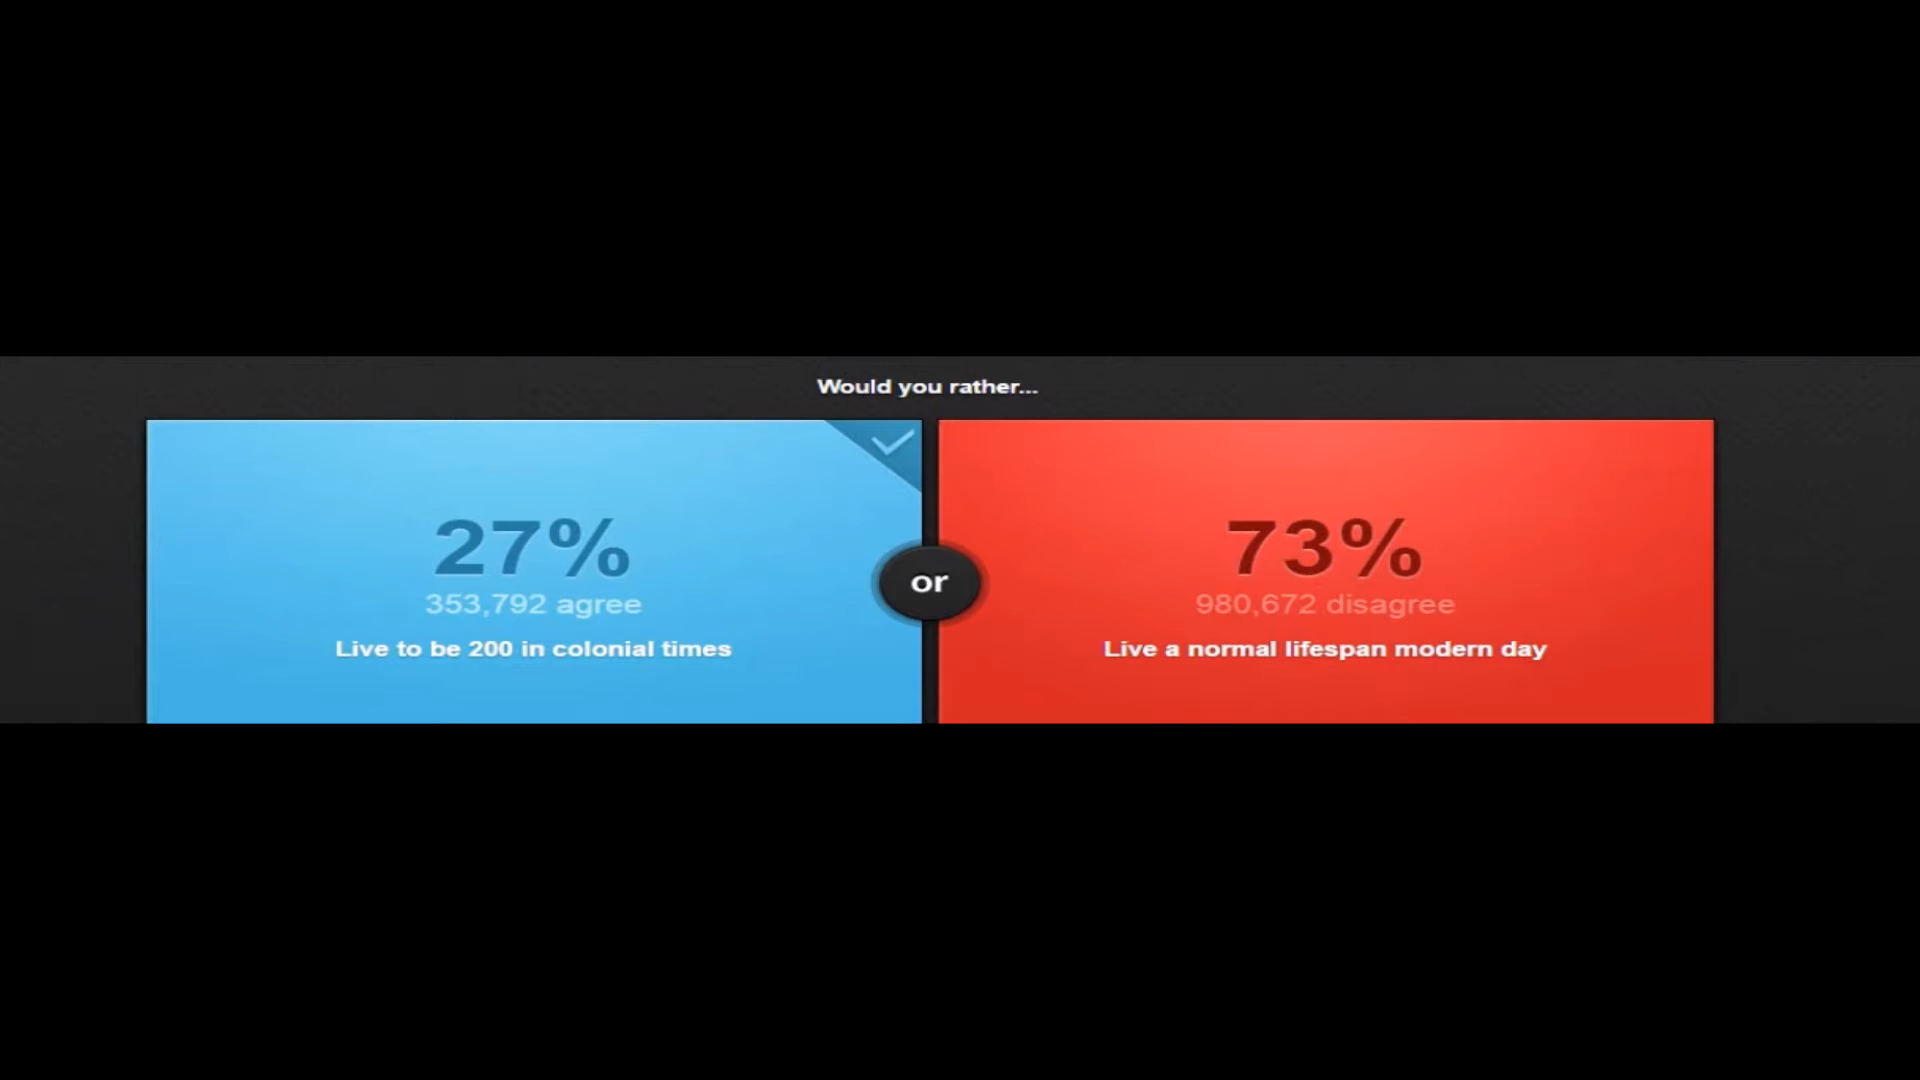 Would you rather...
27%
353,792 agree
Live to be 200 in colonial times
or
73%
980,672 disagree
Live a normal lifespan modern day